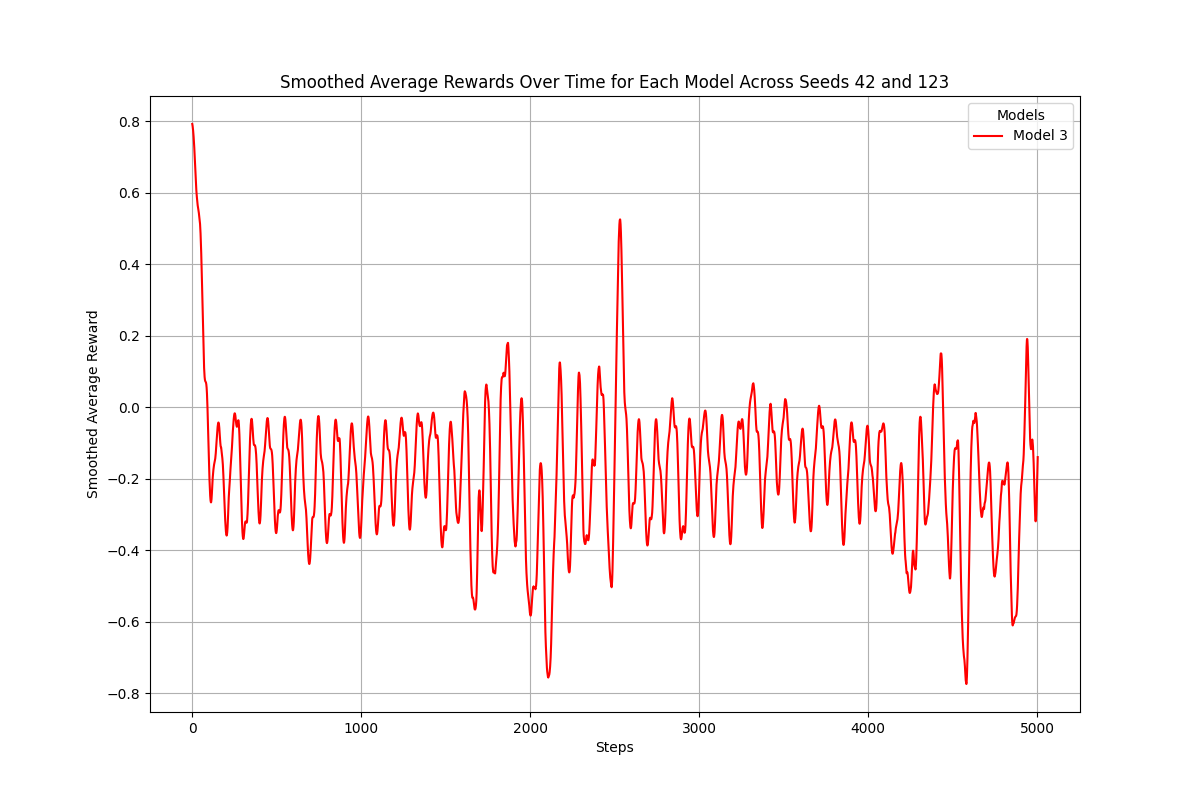 Smoothed Average Rewards Over Time for Each Model Across Seeds 42 and 123
Models
Model 3
Smoothed Average Reward
0.8
0.6
0.4
0.2
0.0
−0.2
−0.4
−0.6
−0.8
0 1000 2000 3000 4000 5000
Steps